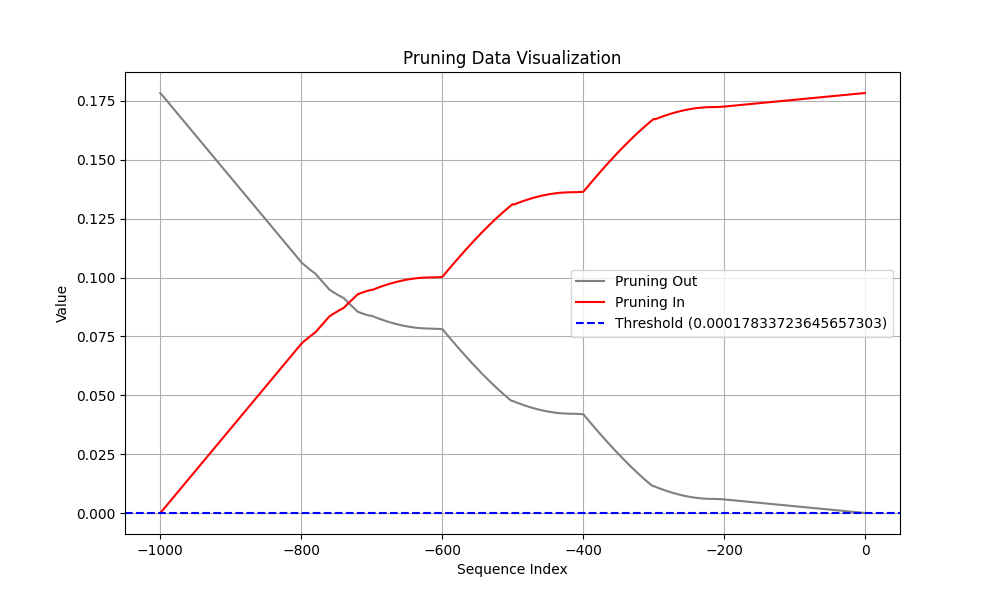 Pruning Data Visualization
0.175
0.150
0.125
0.100
0.075
0.050
0.025
0.000
Value
Pruning Out
Pruning In
Threshold (0.00017833723645657303)
−1000 −800 −600 −400 −200 0
Sequence Index